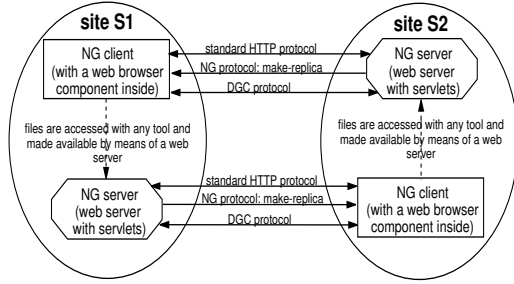 site S1
site S2
NG client
(with a web browser
component inside)
standard HTTP protocol
NG protocol: make-replica
DGC protocol
NG server
(web server
with servlets)
files are accessed with any tool and
made available by means of a web
server
files are accessed with any tool and
made available by means of a web
server
NG server
(web server
with servlets)
standard HTTP protocol
NG protocol: make-replica
DGC protocol
NG client
(with a web browser
component inside)